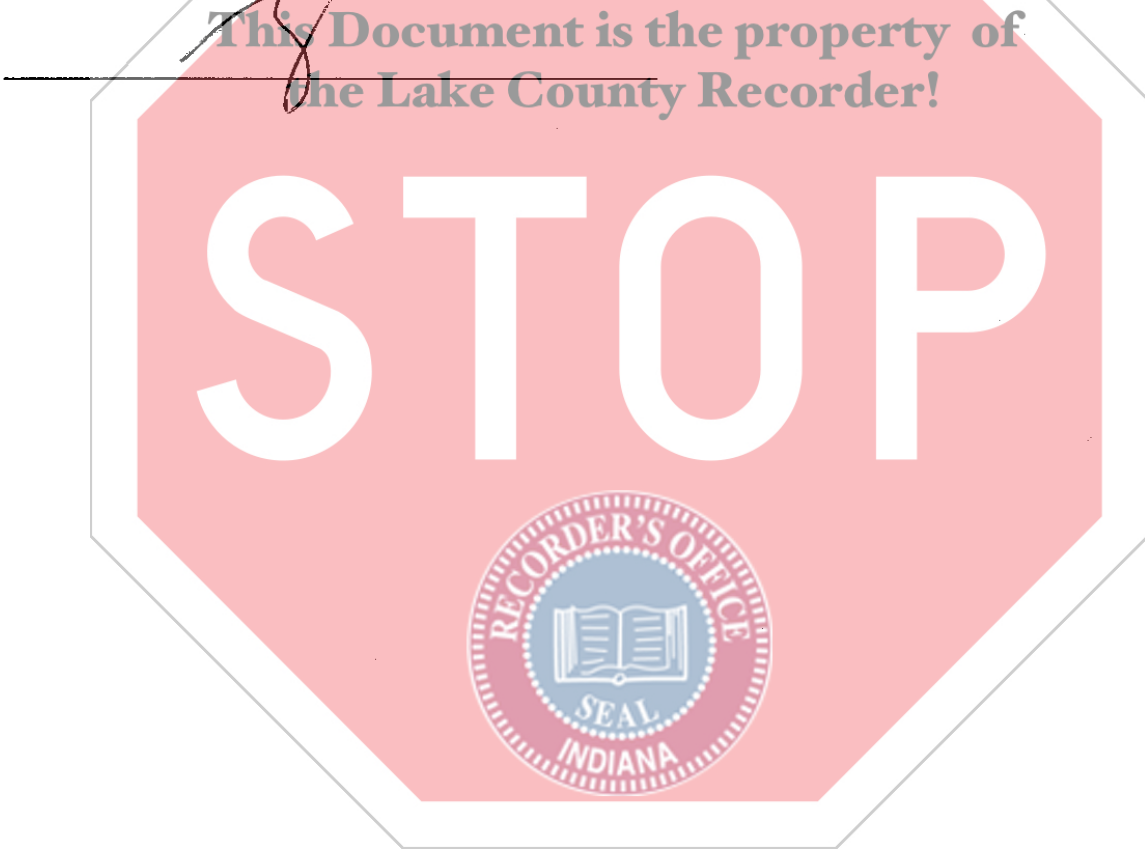 This Document is the property of
the Lake County Recorder!
STOP
RECORDER'S OFFICE
SEAL
INDIANA